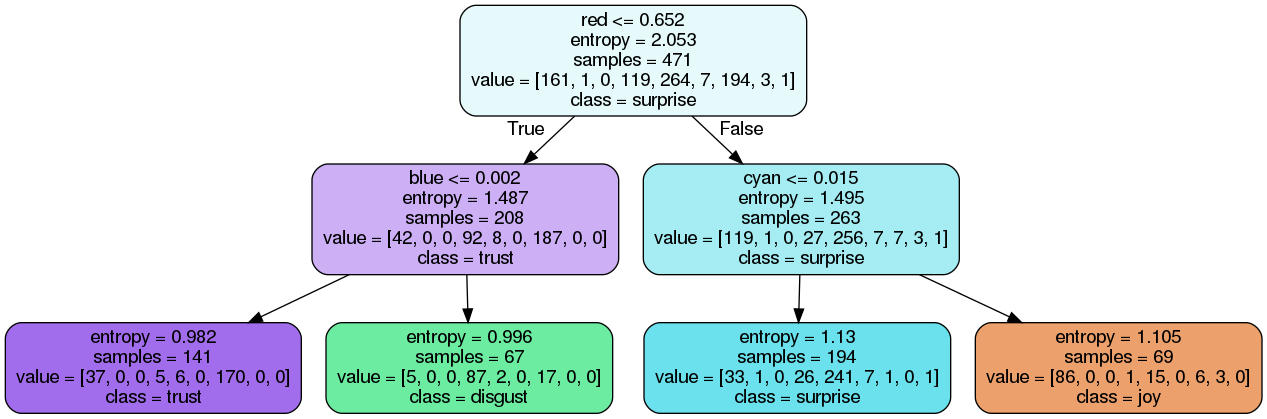 red <= 0.652
entropy = 2.053
samples = 471
value = [161, 1, 0, 119, 264, 7, 194, 3, 1]
class = surprise
True
False
blue <= 0.002
entropy = 1.487
samples = 208
value = [42, 0, 0, 92, 8, 0, 187, 0, 0]
class = trust
cyan <= 0.015
entropy = 1.495
samples = 263
value = [119, 1, 0, 27, 256, 7, 7, 3, 1]
class = surprise
entropy = 0.982
samples = 141
value = [37, 0, 0, 5, 6, 0, 170, 0, 0]
class = trust
entropy = 0.996
samples = 67
value = [5, 0, 0, 87, 2, 0, 17, 0, 0]
class = disgust
entropy = 1.13
samples = 194
value = [33, 1, 0, 26, 241, 7, 1, 0, 1]
class = surprise
entropy = 1.105
samples = 69
value = [86, 0, 0, 1, 15, 0, 6, 3, 0]
class = joy